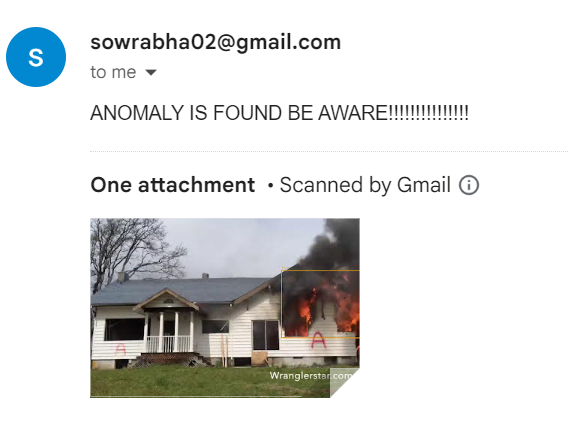 S
sowrabha02@gmail.com
to me
ANOMALY IS FOUND BE AWARE!!!!!!!!!!!!!!!
One attachment • Scanned by Gmail
A
A
Wranglerstar.com